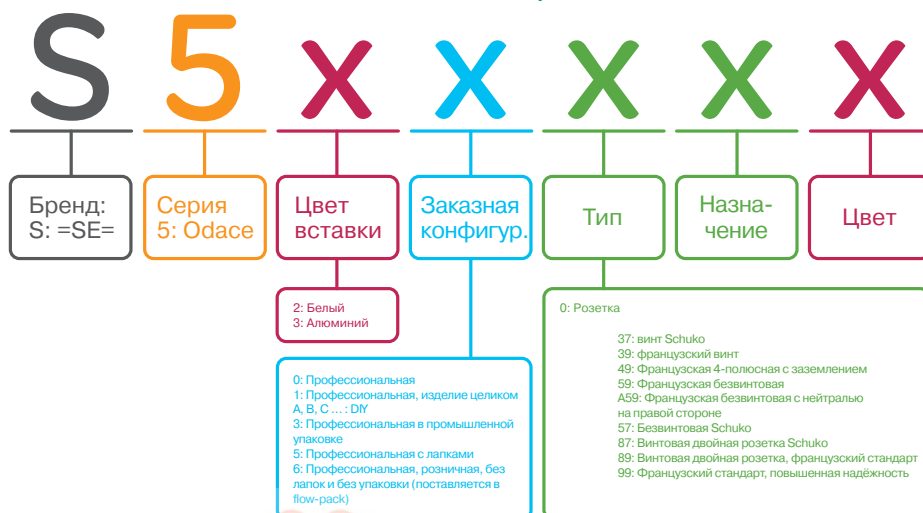 S 5 X X X X X
Бренд:
S: =SE=
Серия
5: Odace
Цвет
вставки
Заказная
конфигур.
Тип
Назна-
чение
Цвет
2: Белый
3: Алюминий
0: Профессиональная
1: Профессиональная, изделие целиком
A, B, C ... : DIY
3: Профессиональная в промышленной
упаковке
5: Профессиональная с лапками
6: Профессиональная, розничная, без
лапок и без упаковки (поставляется в
flow-pack)
0: Розетка
37: винт Schuko
39: французский винт
49: Французская 4-полюсная с заземлением
59: Французская безвинтовая
A59: Французская безвинтовая с нейтралью
на правой стороне
57: Безвинтовая Schuko
87: Винтовая двойная розетка Schuko
89: Винтовая двойная розетка, французский стандарт
99: Французский стандарт, повышенная надёжность